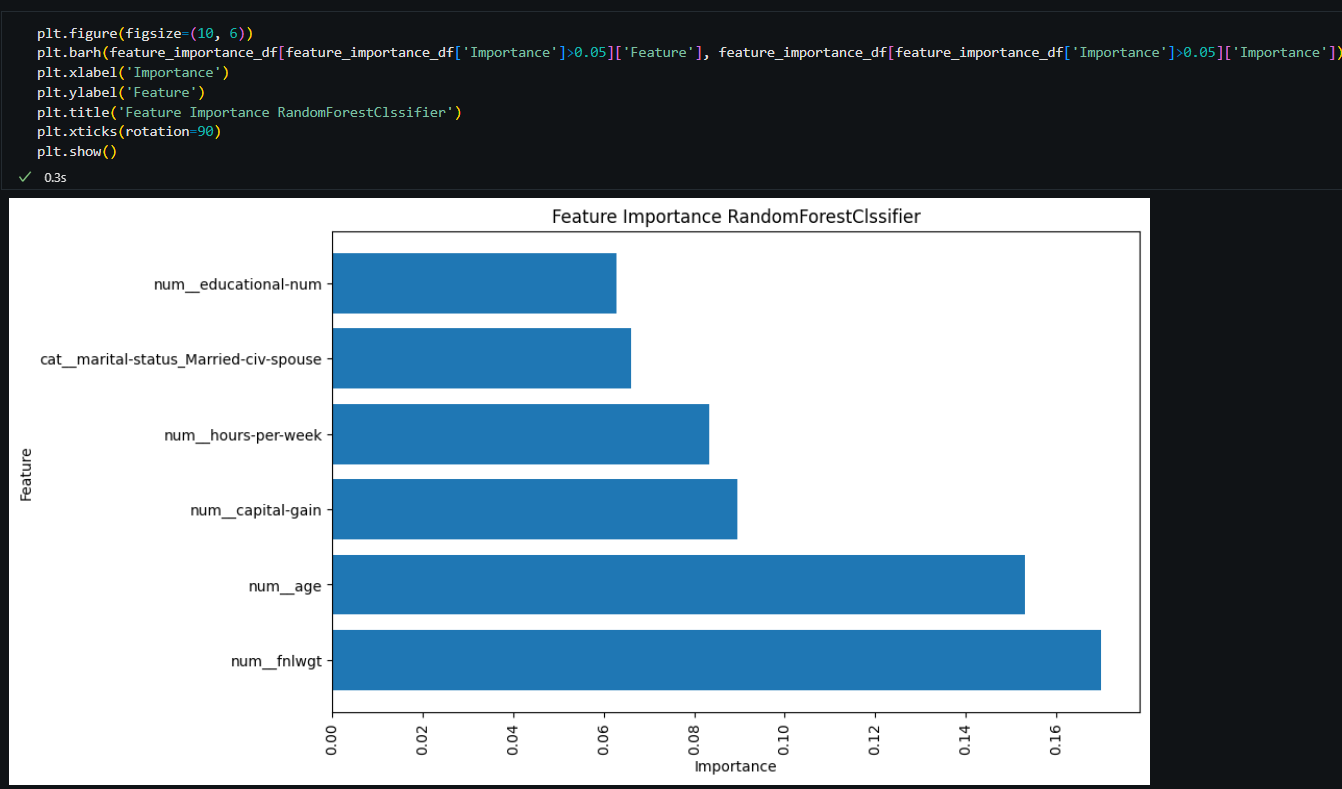 plt.figure(figsize=(10, 6))
plt.barh(feature_importance_df[feature_importance_df['Importance']>0.05]['Feature'], feature_importance_df[feature_importance_df['Importance']>0.05]['Importance'])
plt.xlabel('Importance')
plt.ylabel('Feature')
plt.title('Feature Importance RandomForestClssifier')
plt.xticks(rotation=90)
plt.show()
0.3s
Feature Importance RandomForestClssifier
num__educational-num
cat__marital-status_Married-civ-spouse
num__hours-per-week
num__capital-gain
num__age
num__fnlwgt
Feature
0.00 0.02 0.04 0.06 0.08 0.10 0.12 0.14 0.16
Importance